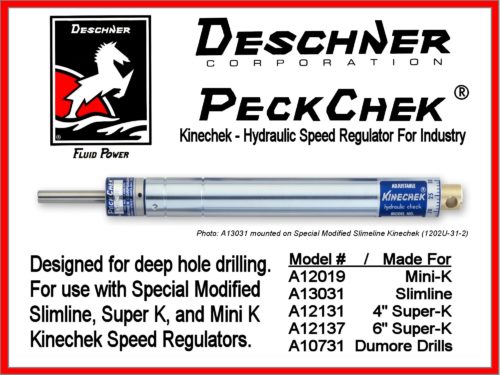 DESCHNER
CORPORATION
PECKCHEK ®
Kinechek - Hydraulic Speed Regulator For Industry
®
FLUID POWER
PECKCHEK
ADJUSTABLE
KINECHEK®
hydraulic check
MODEL NO.
Photo: A13031 mounted on Special Modified Slimeline Kinechek (1202U-31-2)
Designed for deep hole drilling.
For use with Special Modified
Slimline, Super K, and Mini K
Kinechek Speed Regulators.
Model # / Made For
A12019 Mini-K
A13031 Slimline
A12131 4" Super-K
A12137 6" Super-K
A10731 Dumore Drills